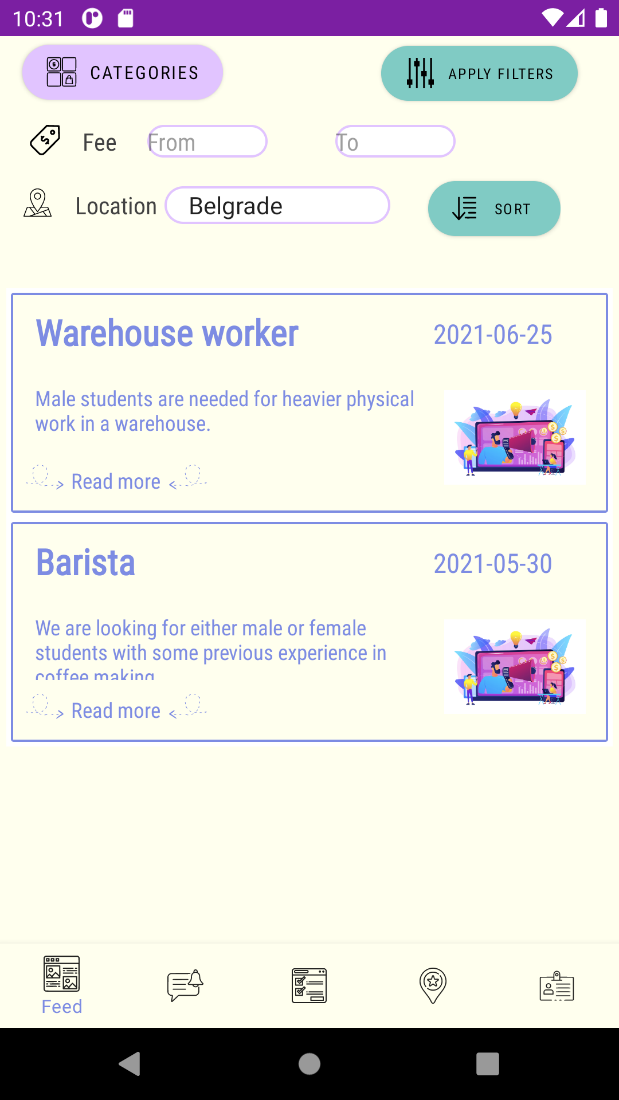 10:31
CATEGORIES
APPLY FILTERS
Fee From To
Location Belgrade
SORT
Warehouse worker 2021-06-25
Male students are needed for heavier physical
work in a warehouse.
Read more
Barista 2021-05-30
We are looking for either male or female
students with some previous experience in
coffee making
Read more
Feed